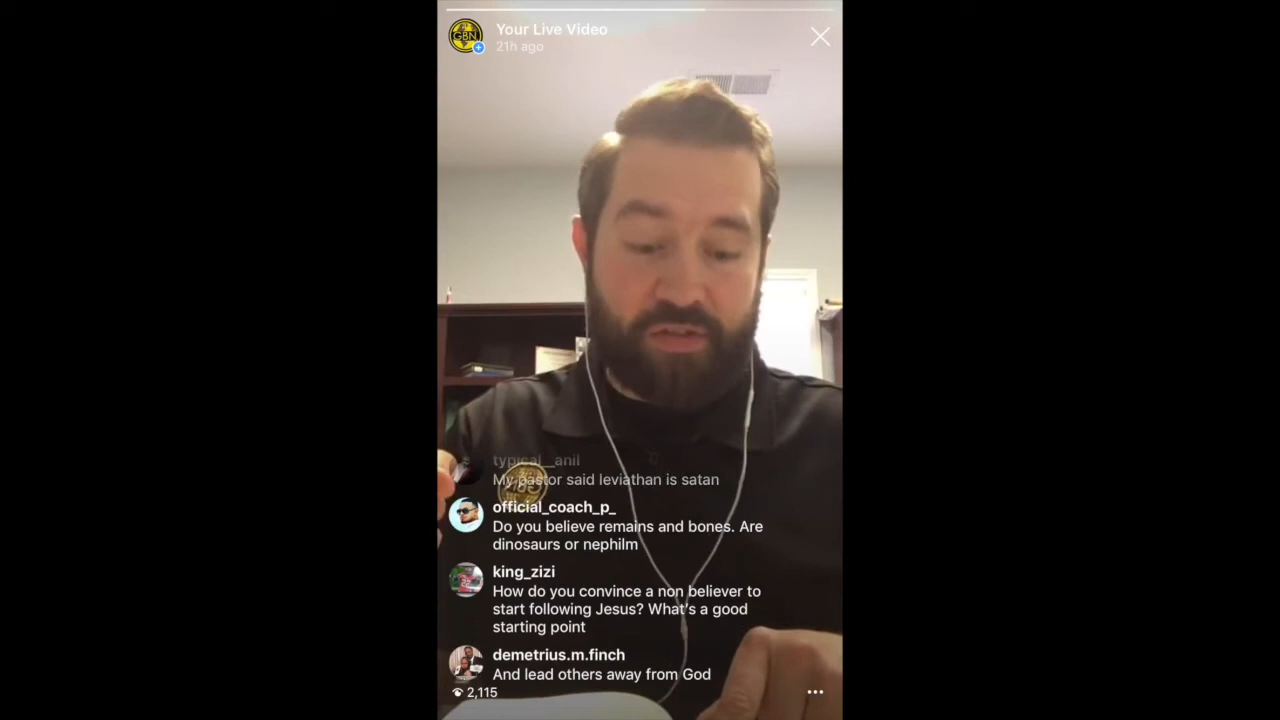 GBN
Your Live Video
21h ago
typical__anil
My pastor said leviathan is satan
official_coach_p_
Do you believe remains and bones. Are
dinosaurs or nephilm
king_zizi
How do you convince a non believer to
start following Jesus? What's a good
starting point
demetrius.m.finch
And lead others away from God
2,115